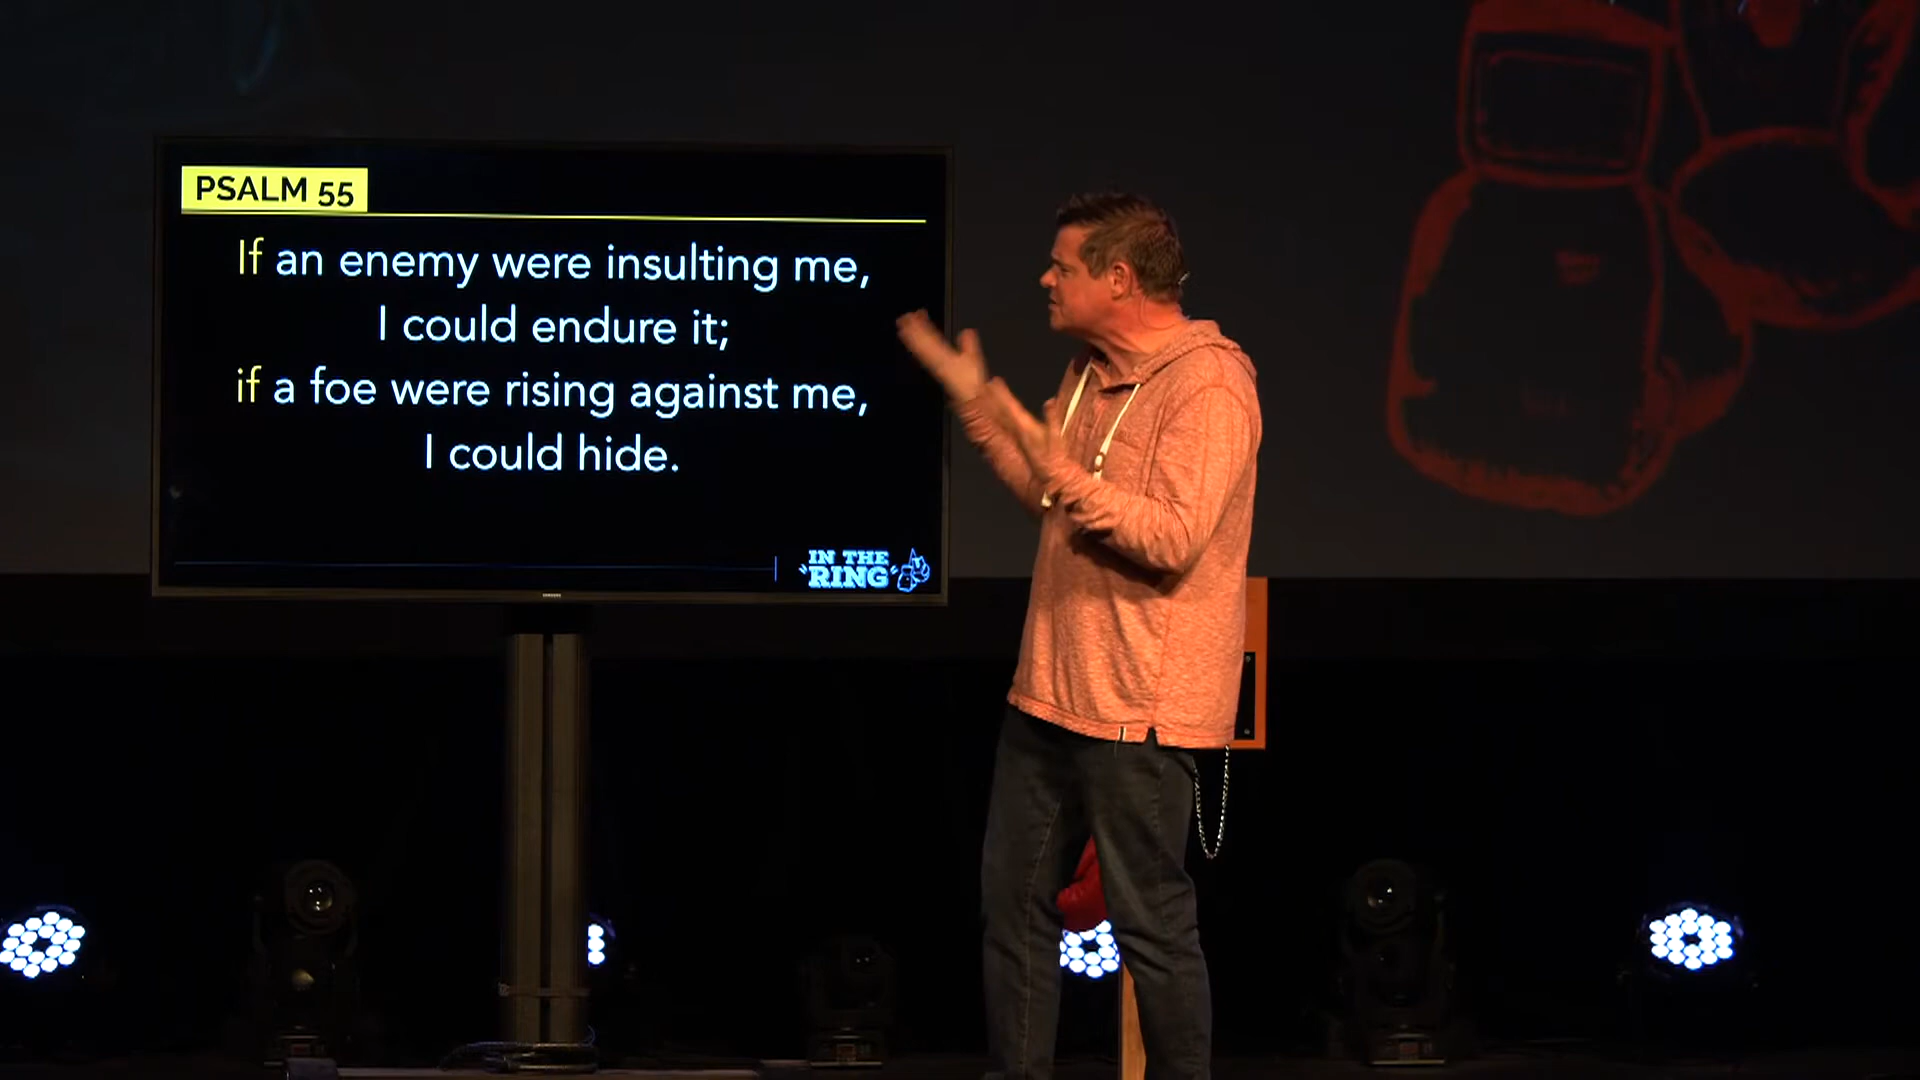 PSALM 55
If an enemy were insulting me,
I could endure it;
if a foe were rising against me,
I could hide.
IN THE
RING
SAMSUNG